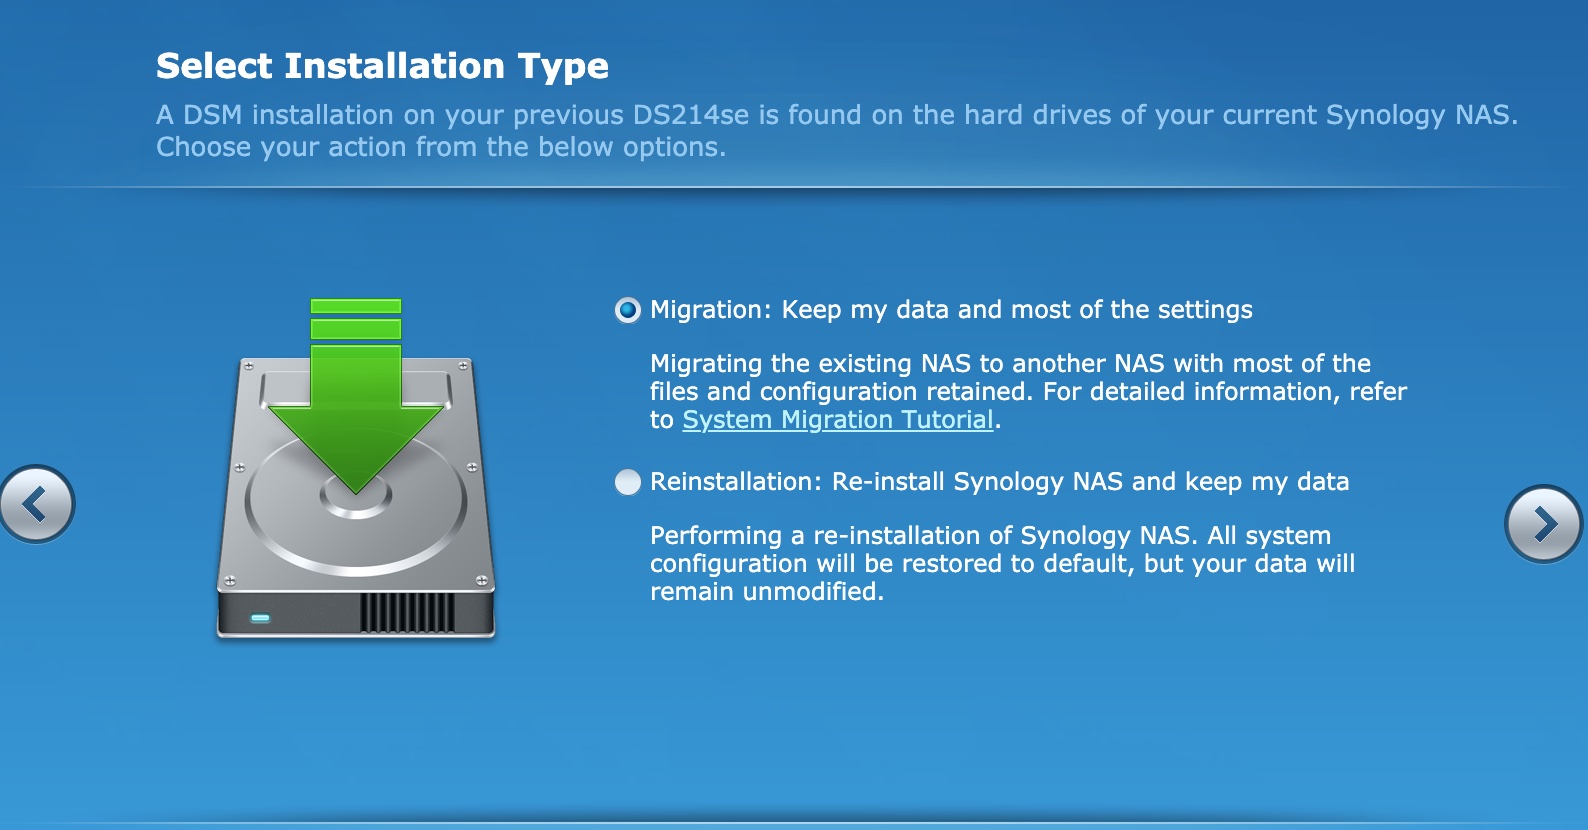 Select Installation Type
A DSM installation on your previous DS214se is found on the hard drives of your current Synology NAS.
Choose your action from the below options.
Migration: Keep my data and most of the settings
Migrating the existing NAS to another NAS with most of the
files and configuration retained. For detailed information, refer
to System Migration Tutorial.
Reinstallation: Re-install Synology NAS and keep my data
Performing a re-installation of Synology NAS. All system
configuration will be restored to default, but your data will
remain unmodified.